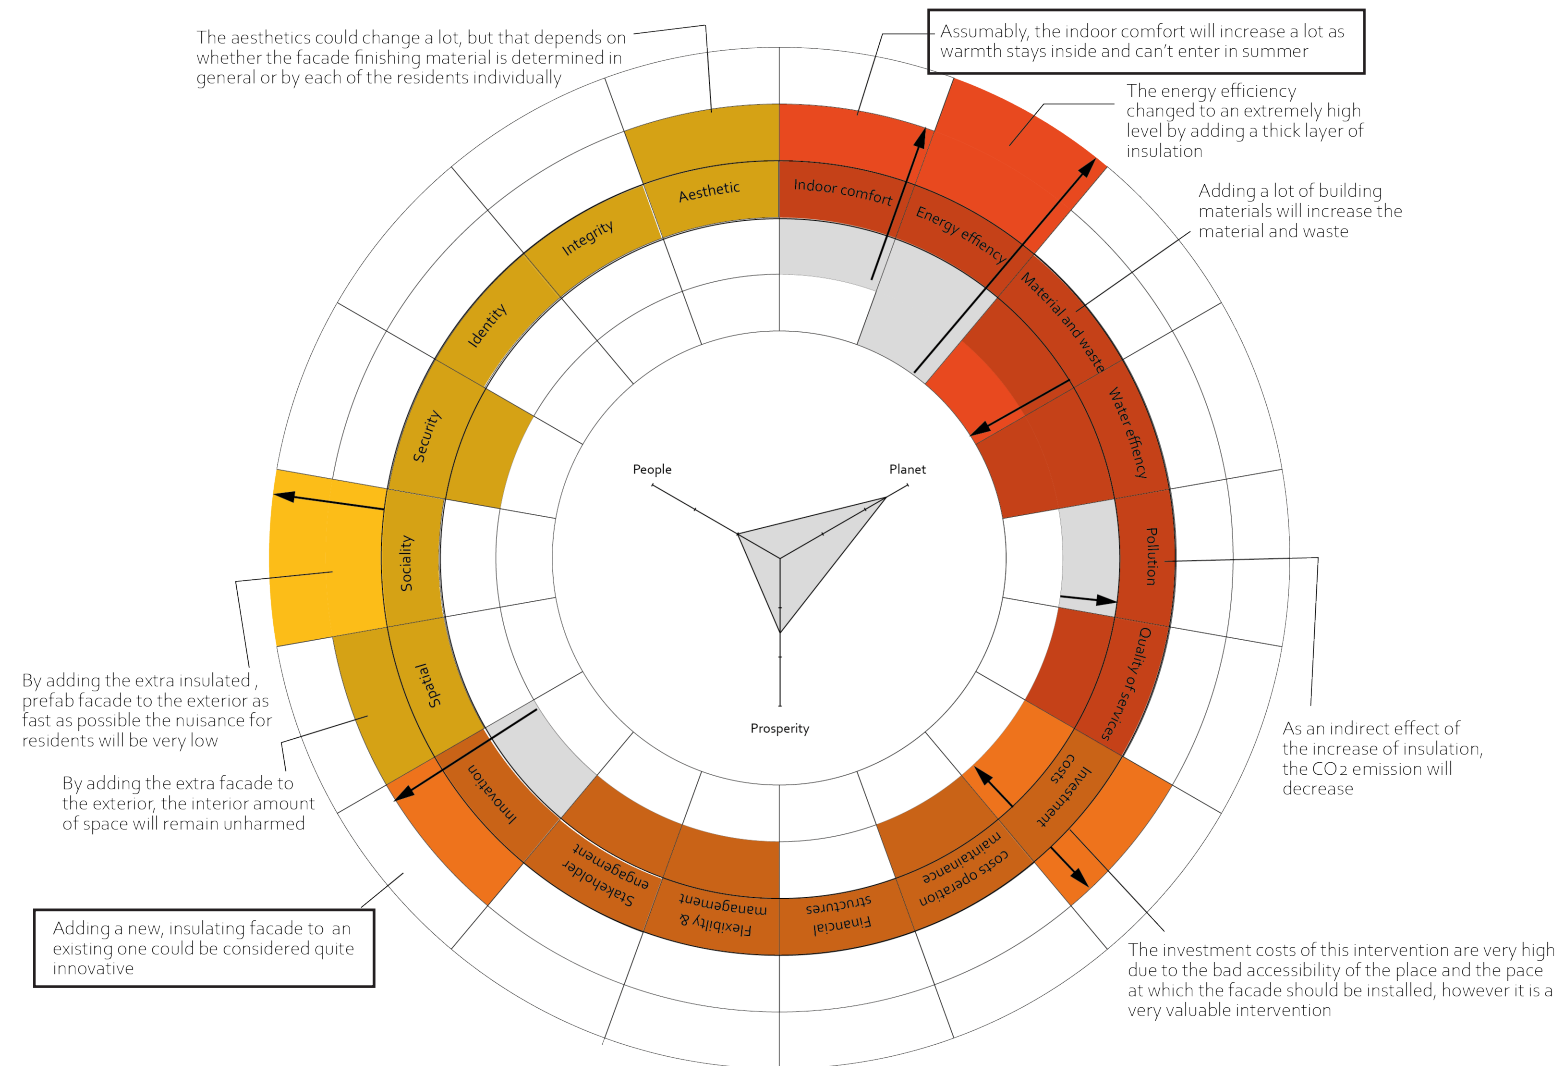 The aesthetics could change a lot, but that depends on
whether the facade finishing material is determined in
general or by each of the residents individually
Assumably, the indoor comfort will increase a lot as
warmth stays inside and can't enter in summer
The energy efficiency
changed to an extremely high
level by adding a thick layer of
insulation
Adding a lot of building
materials will increase the
material and waste
Aesthetic
Indoor comfort
Energy effiency
Material and waste
Water effiency
Pollution
Quality of services
Investment
costs
costs operation
maintainance
Financial
structures
Flexibilty &
management
Stakeholder
engagement
Innovation
Spatial
Sociality
Security
Identity
Integrity
People
Planet
Prosperity
By adding the extra insulated ,
prefab facade to the exterior as
fast as possible the nuisance for
residents will be very low
By adding the extra facade to
the exterior, the interior amount
of space will remain unharmed
Adding a new, insulating facade to  an
existing one could be considered quite
innovative
As an indirect effect of
the increase of insulation,
the CO2 emission will
decrease
The investment costs of this intervention are very high
due to the bad accessibility of the place and the pace
at which the facade should be installed, however it is a
very valuable intervention